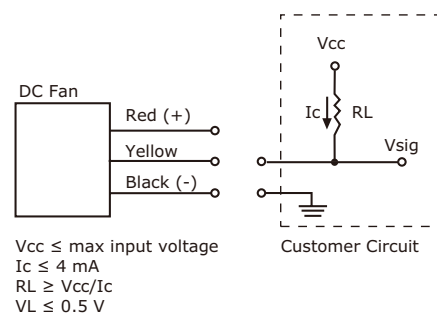 Vcc
DC Fan
Ic
RL
Red (+)
Yellow
Vsig
Black (-)
Vcc ≤ max input voltage
Customer Circuit
Ic ≤ 4 mA
RL ≥ Vcc/Ic
VL ≤ 0.5 V